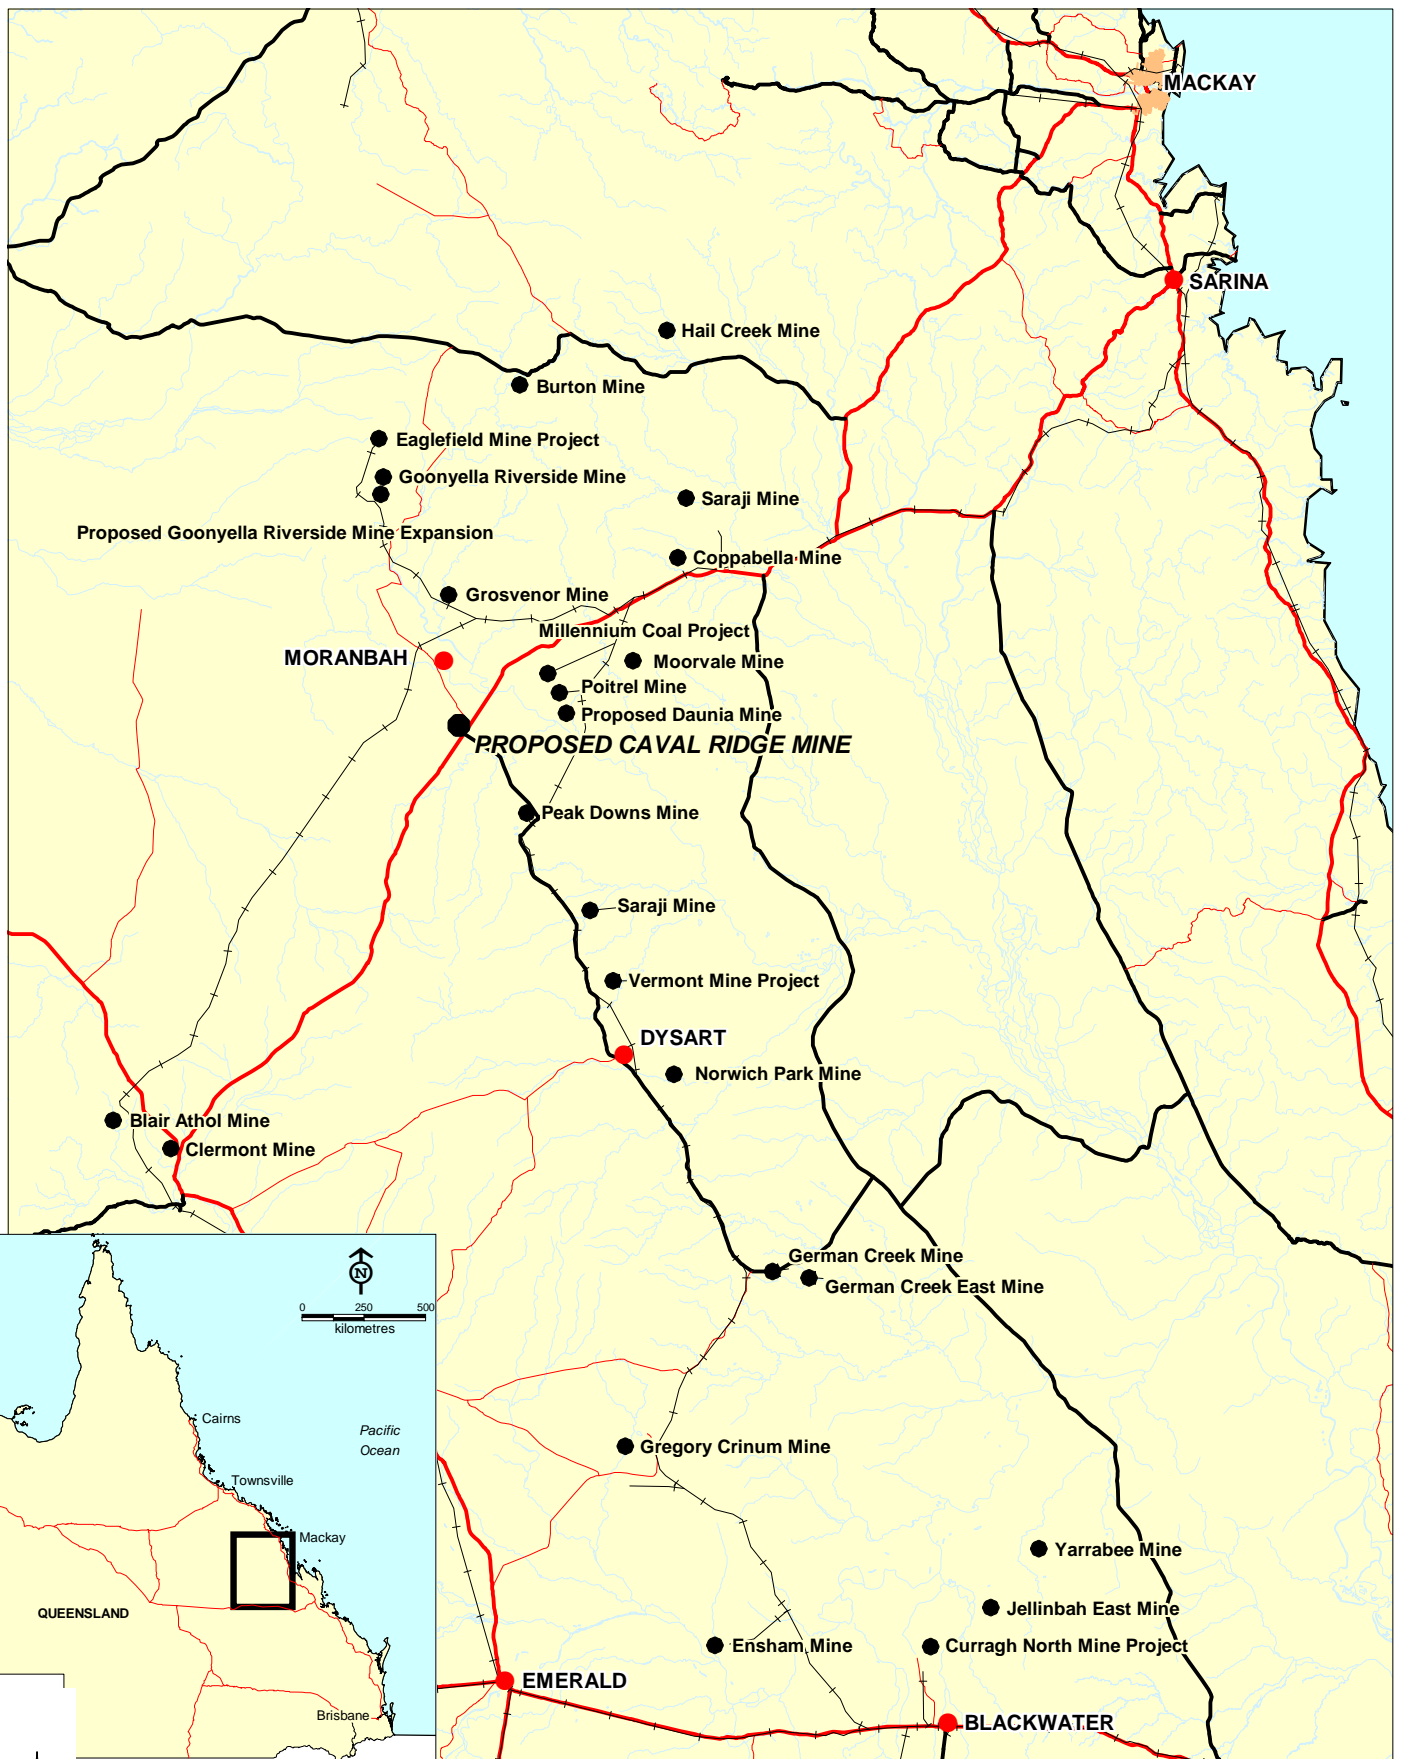 MACKAY
SARINA
Hail Creek Mine
Burton Mine
Eaglefield Mine Project
Goonyella Riverside Mine
Saraji Mine
Proposed Goonyella Riverside Mine Expansion
Coppabella Mine
Grosvenor Mine
Millennium Coal Project
MORANBAH
Moorvale Mine
Poitrel Mine
Proposed Daunia Mine
PROPOSED CAVAL RIDGE MINE
Peak Downs Mine
Saraji Mine
Vermont Mine Project
DYSART
Norwich Park Mine
Blair Athol Mine
Clermont Mine
German Creek Mine
German Creek East Mine
N
0 250 500
kilometres
Cairns
Pacific
Ocean
Gregory Crinum Mine
Townsville
Mackay
Yarrabee Mine
QUEENSLAND
Jellinbah East Mine
Ensham Mine
Curragh North Mine Project
EMERALD
Brisbane
BLACKWATER